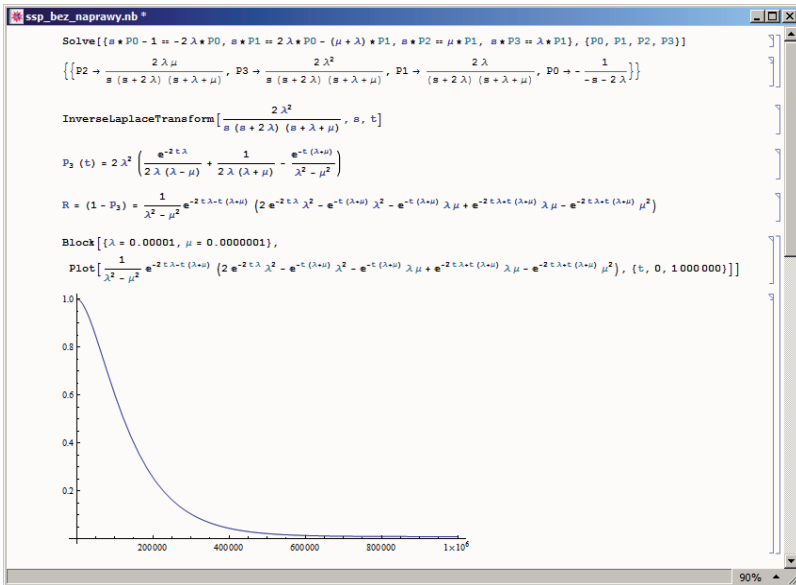 ssp_bez_naprawy.nb *
Solve[{s * P0 - 1 == -2 λ * P0, s * P1 == 2 λ * P0 - (μ + λ) * P1, s * P2 == μ * P1, s * P3 == λ * P1}, {P0, P1, P2, P3}]
{{P2 → 2 λ μ / (s (s + 2 λ) (s + λ + μ)), P3 → 2 λ² / (s (s + 2 λ) (s + λ + μ)), P1 → 2 λ / ((s + 2 λ) (s + λ + μ)), P0 → - 1 / (-s - 2 λ)}}
InverseLaplaceTransform[2 λ² / (s (s + 2 λ) (s + λ + μ)), s, t]
P₃ (t) = 2 λ² (e^(-2 t λ) / (2 λ (λ - μ)) + 1 / (2 λ (λ + μ)) - e^(-t (λ+μ)) / (λ² - μ²))
R = (1 - P₃) = 1 / (λ² - μ²) e^(-2 t λ-t (λ+μ)) (2 e^(-2 t λ) λ² - e^(-t (λ+μ)) λ² - e^(-t (λ+μ)) λ μ + e^(-2 t λ+t (λ+μ)) λ μ - e^(-2 t λ+t (λ+μ)) μ²)
Block[{λ = 0.00001, μ = 0.0000001},
Plot[1 / (λ² - μ²) e^(-2 t λ-t (λ+μ)) (2 e^(-2 t λ) λ² - e^(-t (λ+μ)) λ² - e^(-t (λ+μ)) λ μ + e^(-2 t λ+t (λ+μ)) λ μ - e^(-2 t λ+t (λ+μ)) μ²), {t, 0, 1 000 000}]]
1.0
0.8
0.6
0.4
0.2
200000 400000 600000 800000 1×10⁶
90%